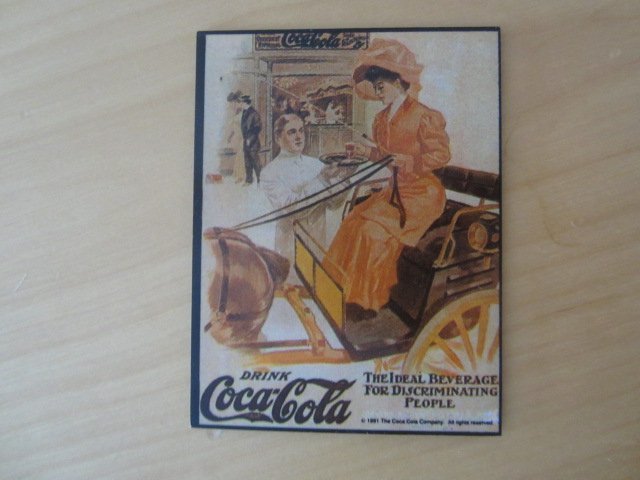 Coca-Cola
DRINK
Coca-Cola
THE IDEAL BEVERAGE
FOR DISCRIMINATING
PEOPLE
© 1991 The Coca Cola Company. All rights reserved.